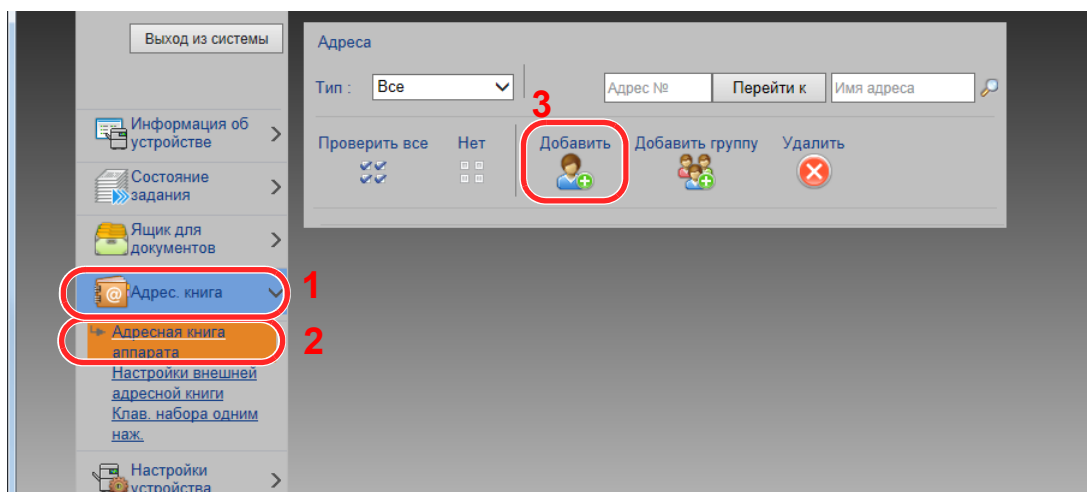 Выход из системы
Информация об
устройстве
Состояние
задания
Ящик для
документов
Адрес. книга
1
Адресная книга
аппарата
2
Настройки внешней
адресной книги
Клав. набора одним
наж.
Настройки
устройства
Адреса
Тип : Все Адрес № Перейти к Имя адреса
3
Проверить все Нет Добавить Добавить группу Удалить